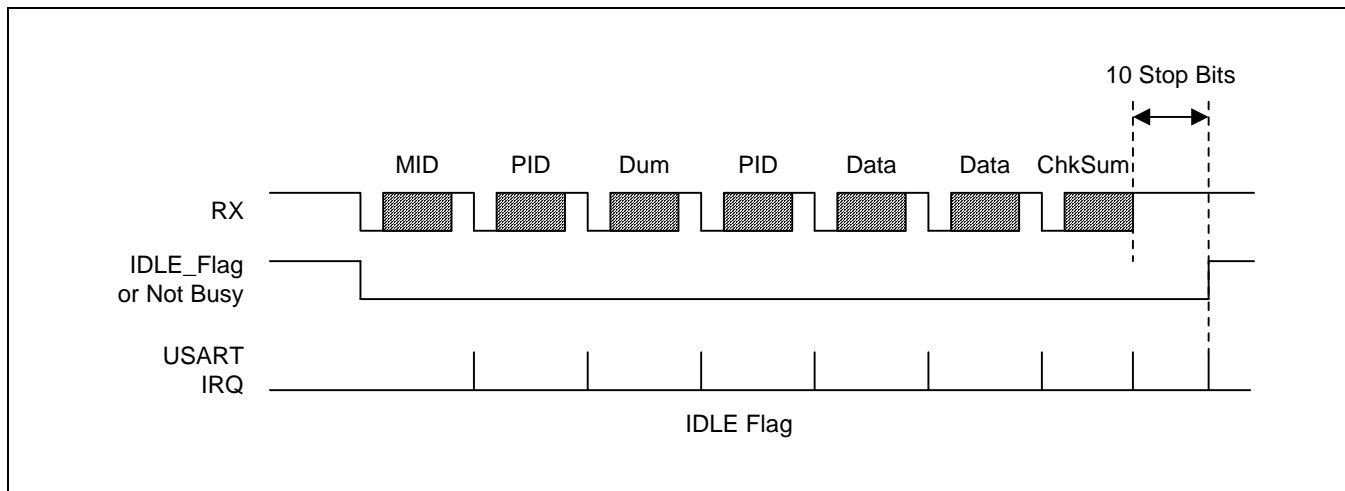 10 Stop Bits
MID PID Dum PID Data Data ChkSum
RX
IDLE_Flag
or Not Busy
USART
IRQ
IDLE Flag